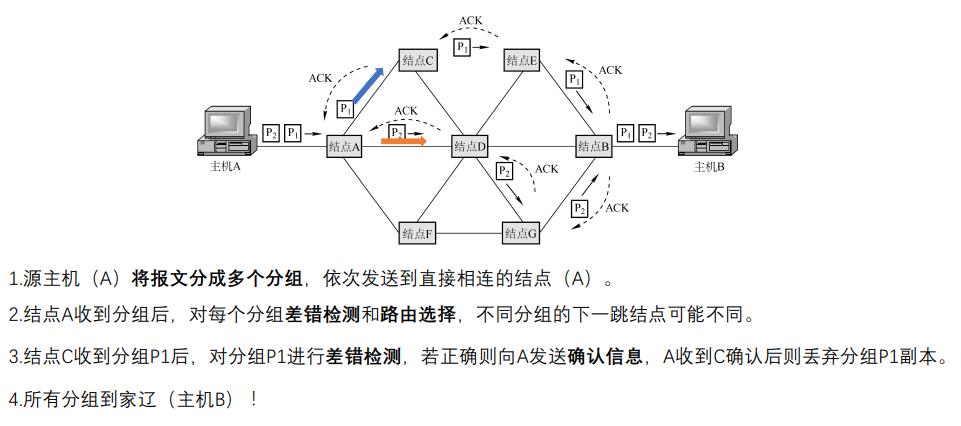 ACK
P1
结点C
结点E
ACK
P1
ACK
P1
ACK
P2 P1
P2
P1 P2
主机A
结点A
结点D
结点B
主机B
P2
ACK
P2
ACK
结点F
结点G
1.源主机（A）将报文分成多个分组，依次发送到直接相连的结点（A）。
2.结点A收到分组后，对每个分组差错检测和路由选择，不同分组的下一跳结点可能不同。
3.结点C收到分组P1后，对分组P1进行差错检测，若正确则向A发送确认信息，A收到C确认后则丢弃分组P1副本。
4.所有分组到家辽（主机B）！